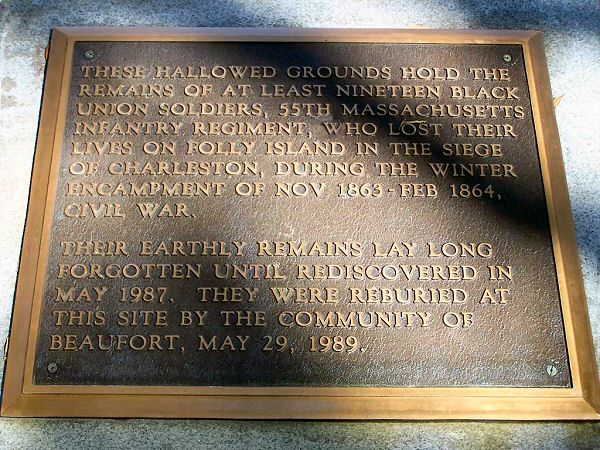 THESE HALLOWED GROUNDS HOLD THE
REMAINS OF AT LEAST NINETEEN BLACK
UNION SOLDIERS, 55TH MASSACHUSETTS
INFANTRY REGIMENT, WHO LOST THEIR
LIVES ON FOLLY ISLAND IN THE SIEGE
OF CHARLESTON, DURING THE WINTER
ENCAMPMENT OF NOV 1863-FEB 1864,
CIVIL WAR.
THEIR EARTHLY REMAINS LAY LONG
FORGOTTEN UNTIL REDISCOVERED IN
MAY 1987. THEY WERE REBURIED AT
THIS SITE BY THE COMMUNITY OF
BEAUFORT, MAY 29, 1989.